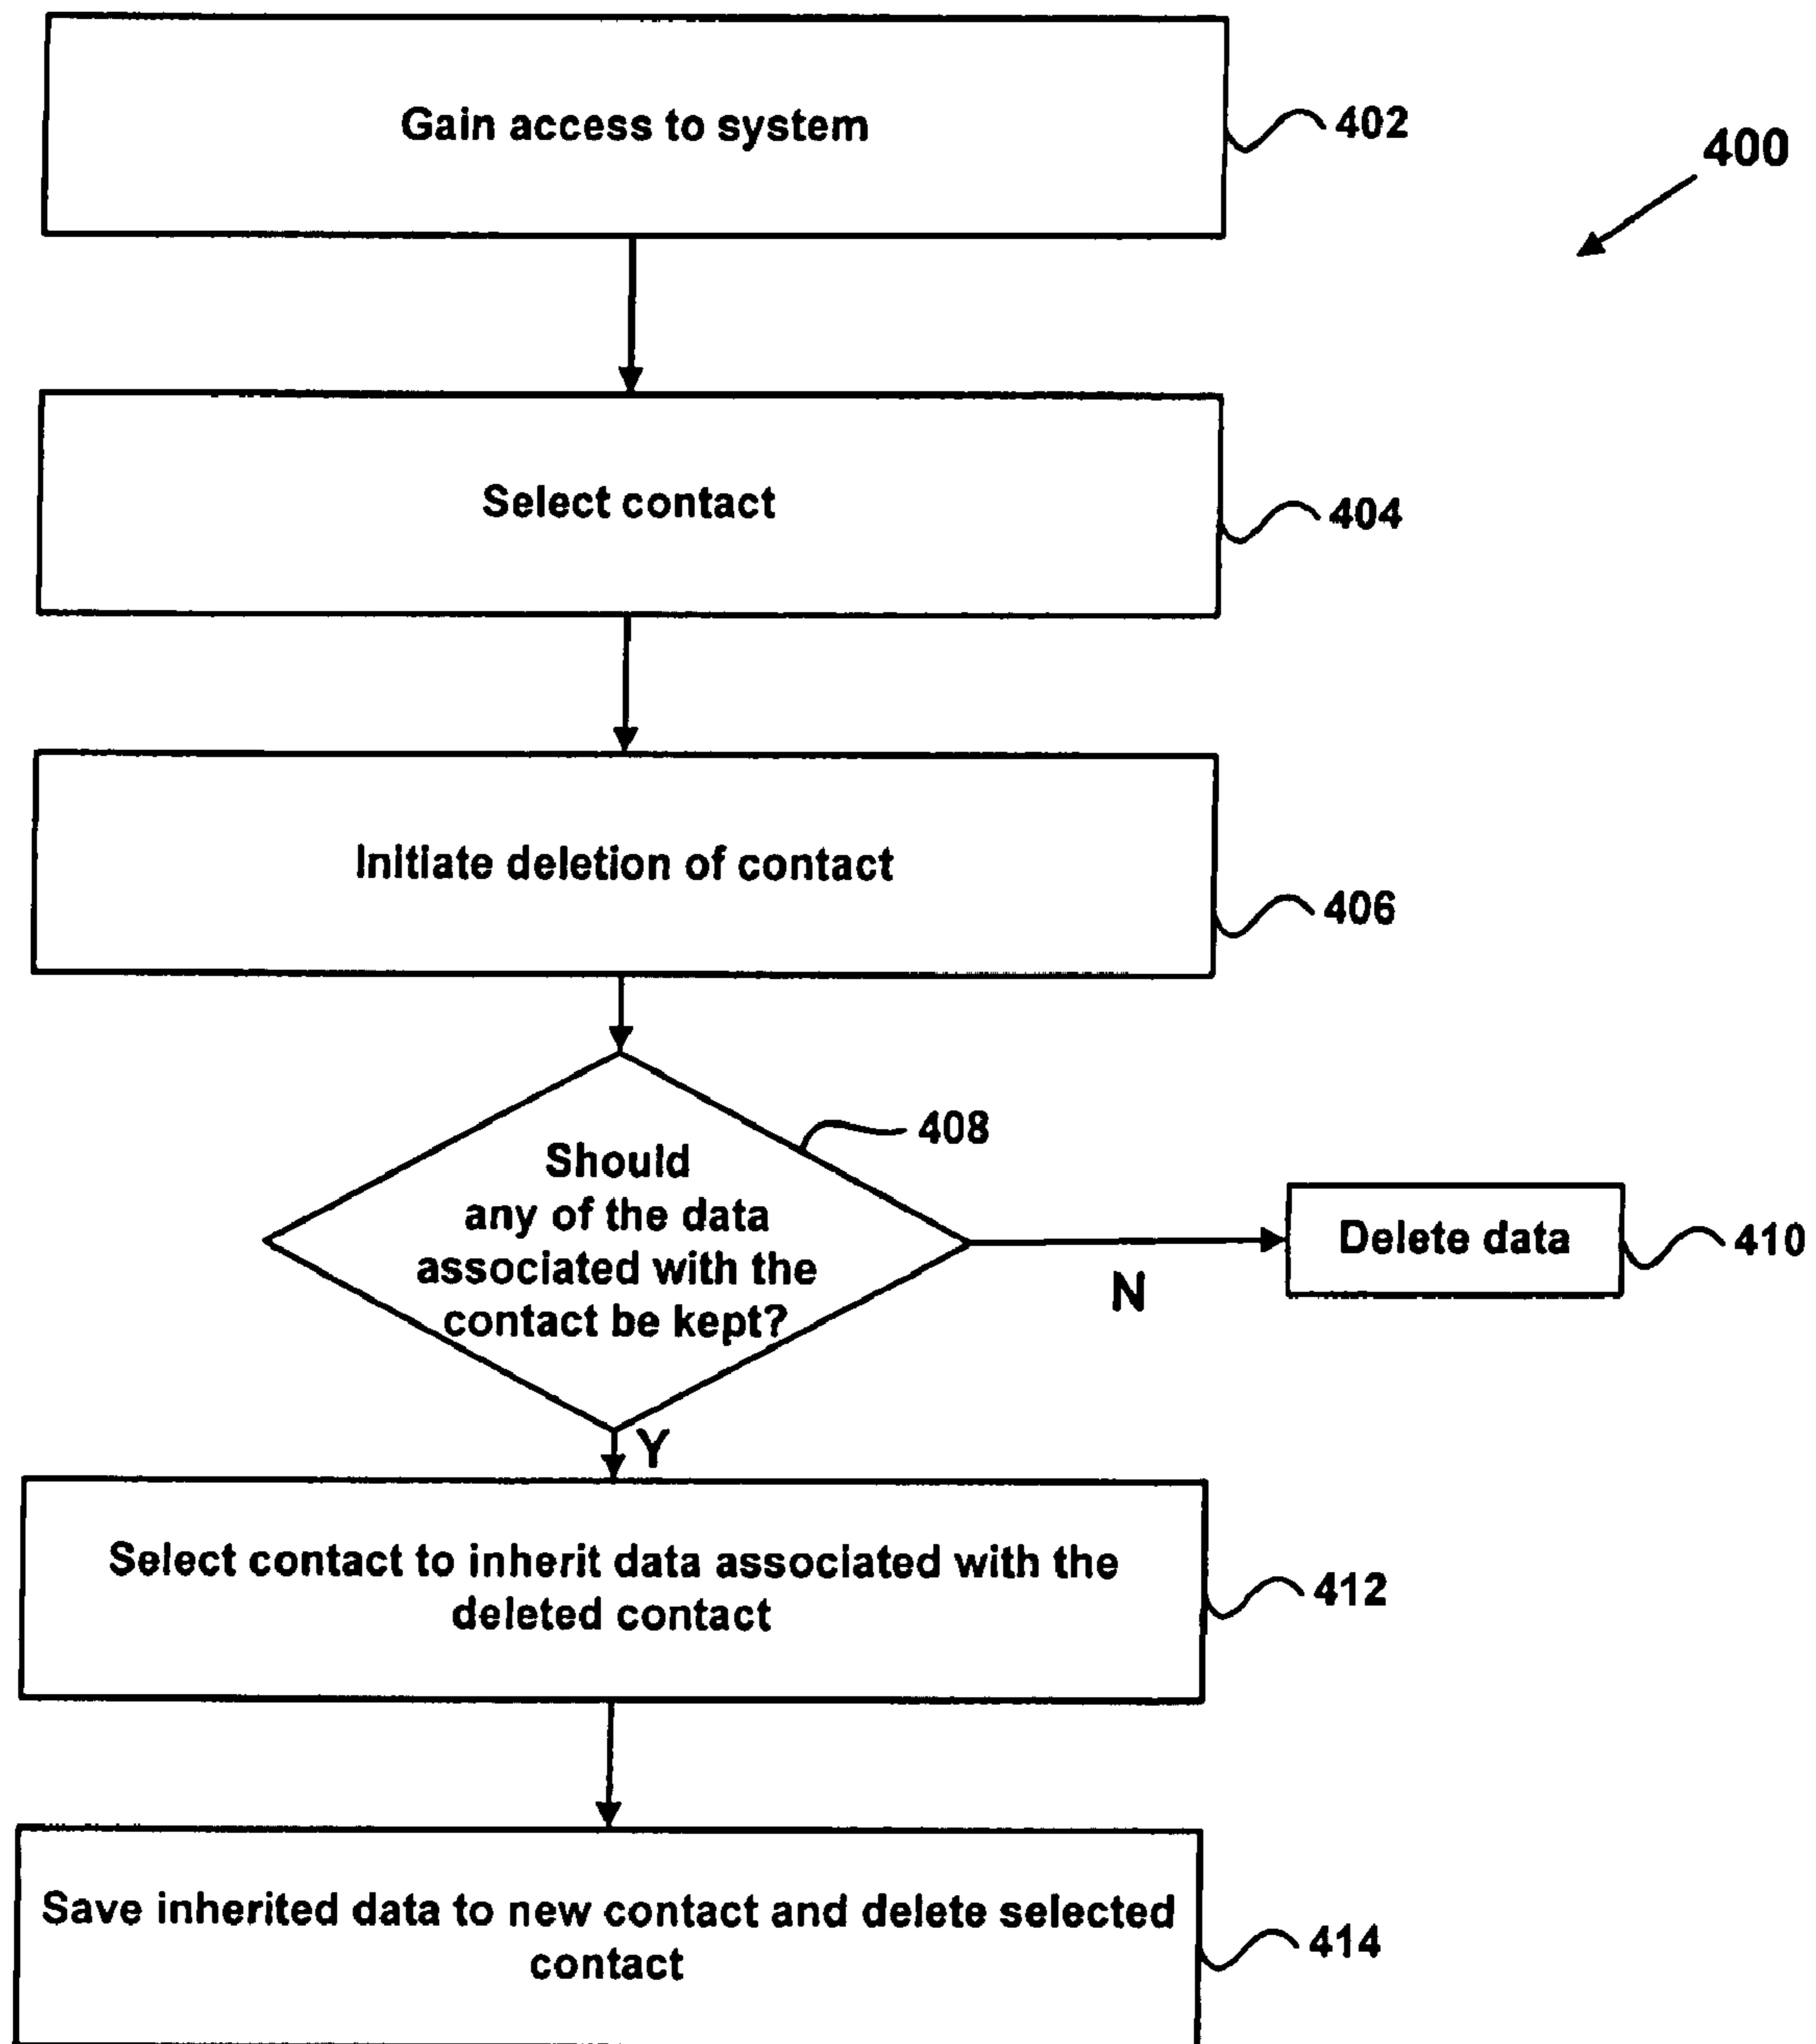 Gain access to system
402
400
Select contact
404
Initiate deletion of contact
406
408
Should
any of the data
associated with the
contact be kept?
N
Delete data
410
Y
Select contact to inherit data associated with the
deleted contact
412
Save inherited data to new contact and delete selected
contact
414